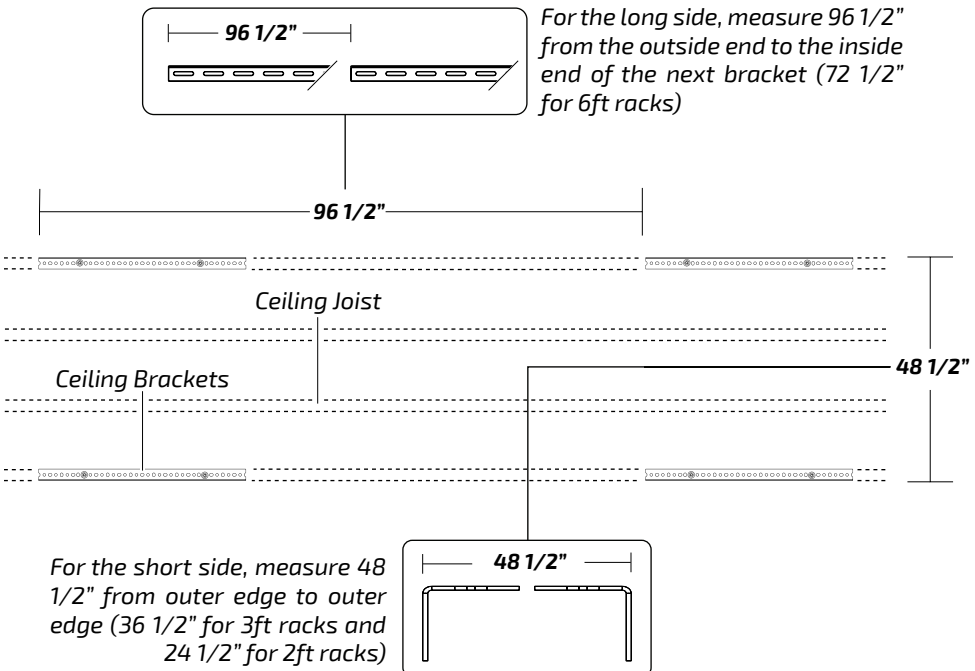 96 1/2”
For the long side, measure 96 1/2”
from the outside end to the inside
end of the next bracket (72 1/2”
for 6ft racks)
96 1/2”
Ceiling Joist
Ceiling Brackets
48 1/2”
For the short side, measure 48
1/2” from outer edge to outer
edge (36 1/2” for 3ft racks and
24 1/2” for 2ft racks)
48 1/2”